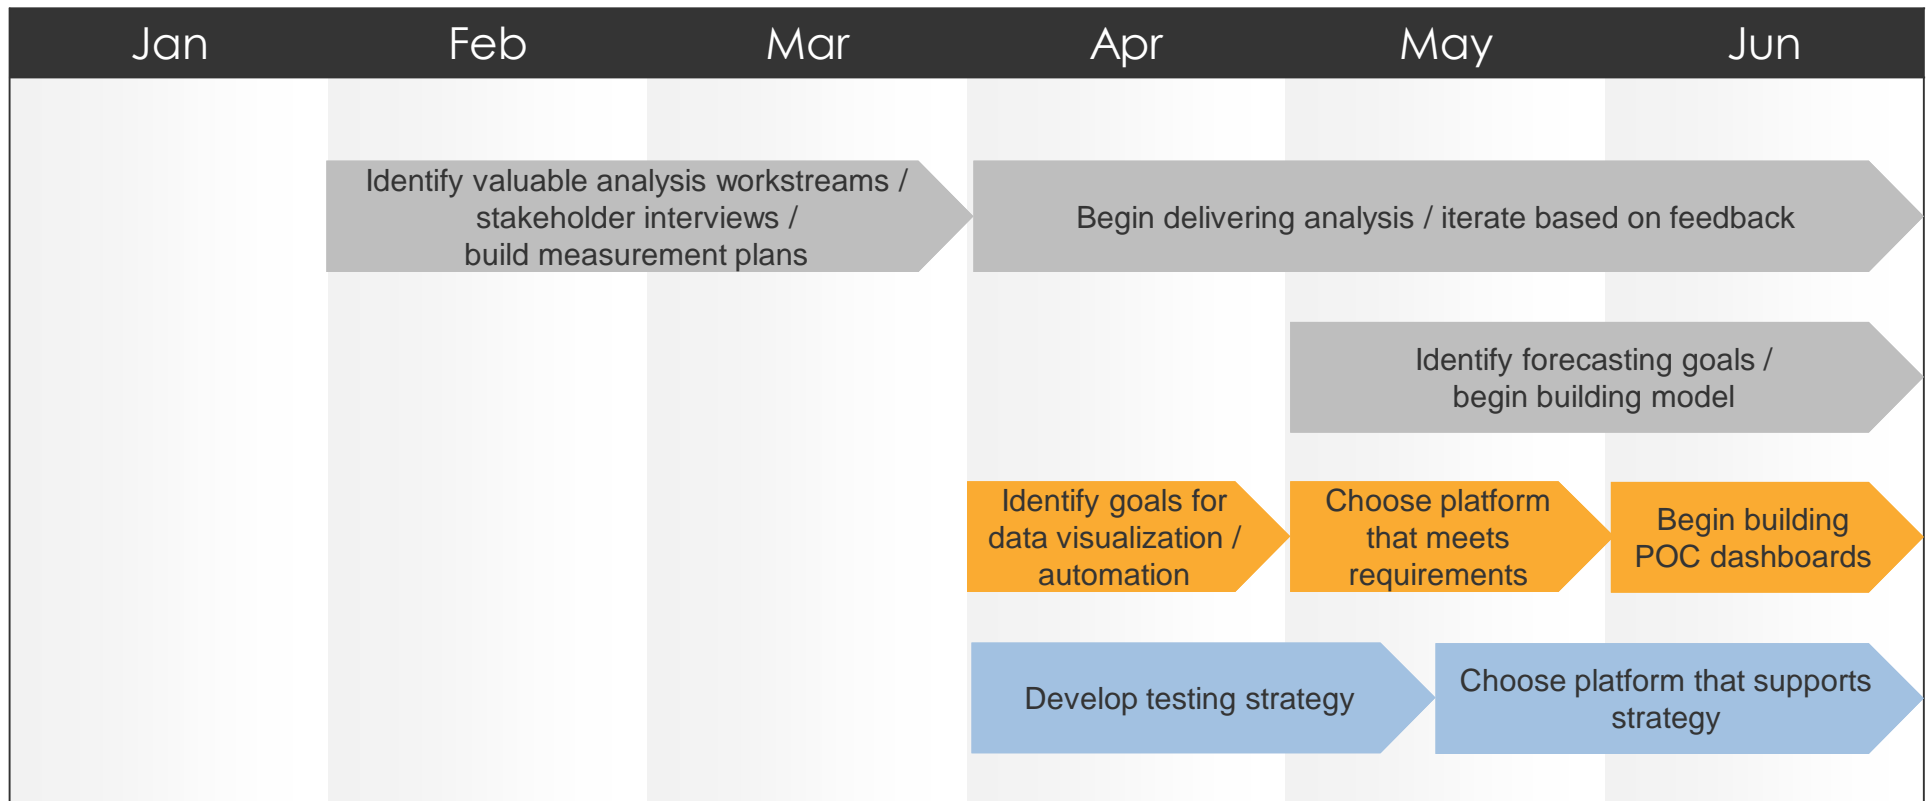 Jan Feb Mar Apr May Jun
Identify valuable analysis workstreams /
stakeholder interviews /
build measurement plans
Begin delivering analysis / iterate based on feedback
Identify forecasting goals /
begin building model
Identify goals for
data visualization /
automation
Choose platform
that meets
requirements
Begin building
POC dashboards
Develop testing strategy
Choose platform that supports
strategy